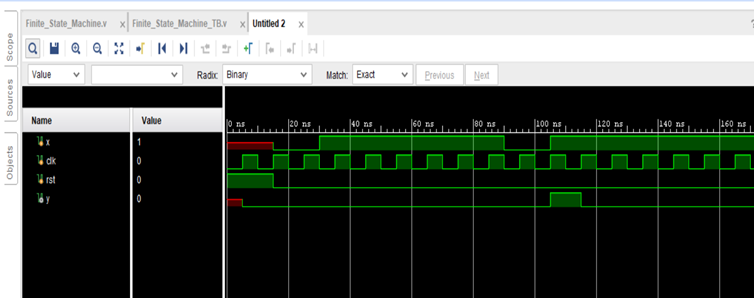 Finite_State_Machine.v x Finite_State_Machine_TB.v x Untitled 2 x
Scope
Sources
Objects
Value Radix: Binary Match: Exact Previous Next
Name Value
0 ns 20 ns 40 ns 60 ns 80 ns 100 ns 120 ns 140 ns 160 ns
x 1
clk 0
rst 0
y 0